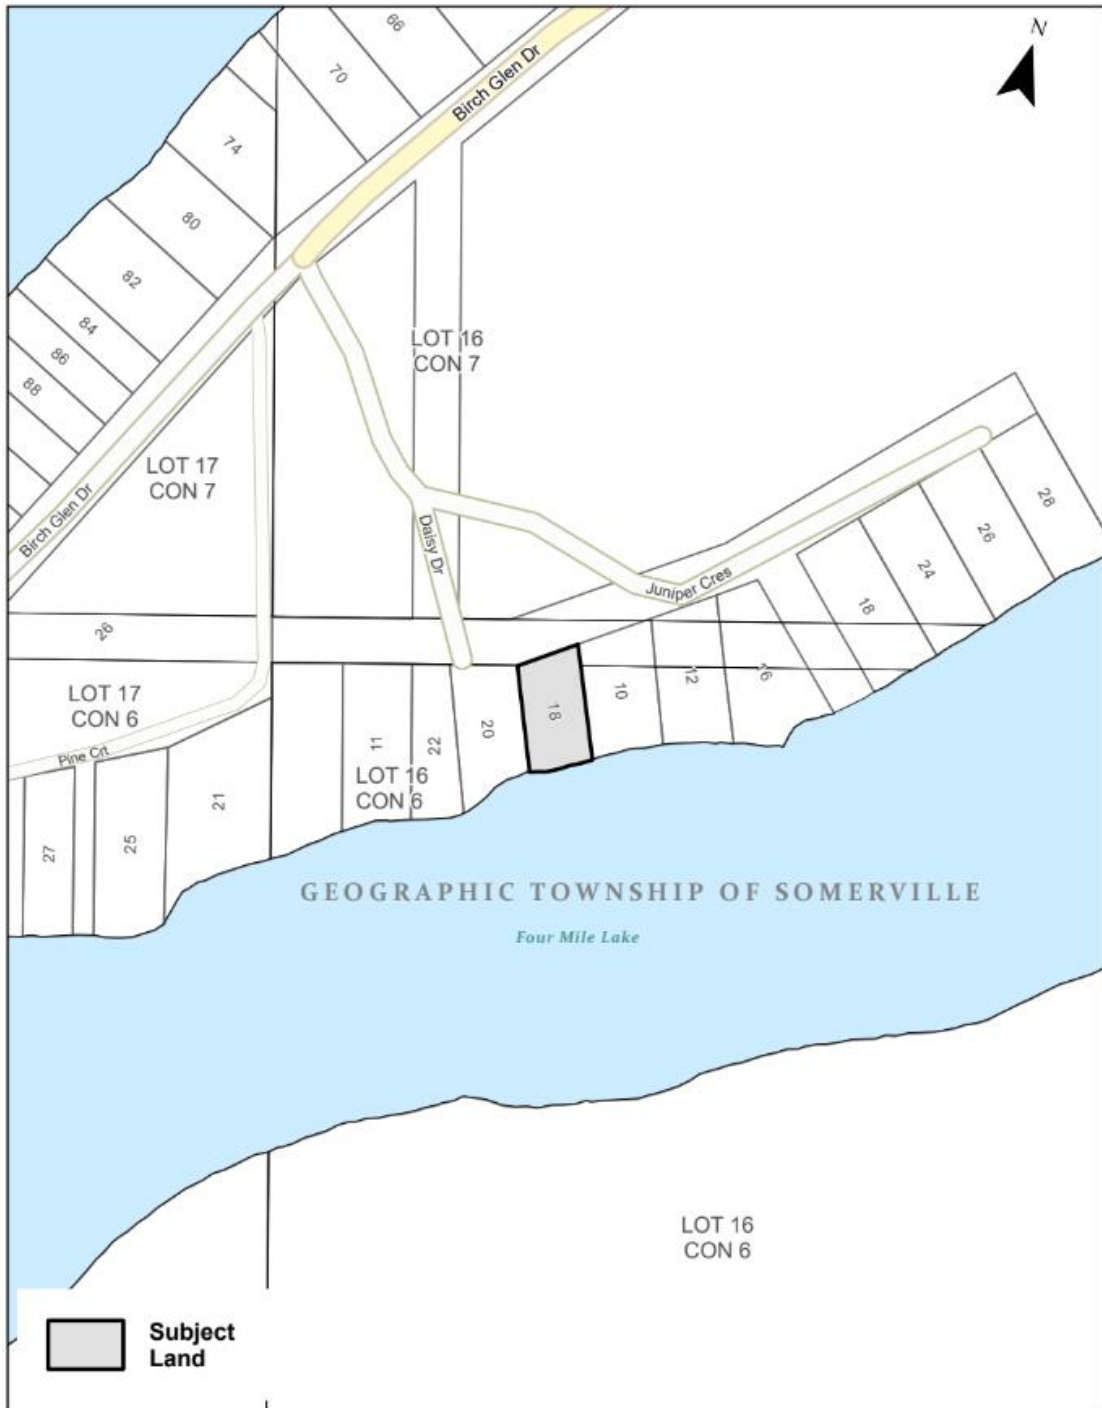 66
N
70
Birch Glen Dr
74
80
82
84
86
88
LOT 16
CON 7
LOT 17
CON 7
Birch Glen Dr
Daisy Dr
Juniper Cres
28
26
24
18
26
16
12
10
18
20
22
11
LOT 17
CON 6
Pine Crt
LOT 16
CON 6
21
25
27
GEOGRAPHIC TOWNSHIP OF SOMERVILLE
Four Mile Lake
LOT 16
CON 6
Subject
Land